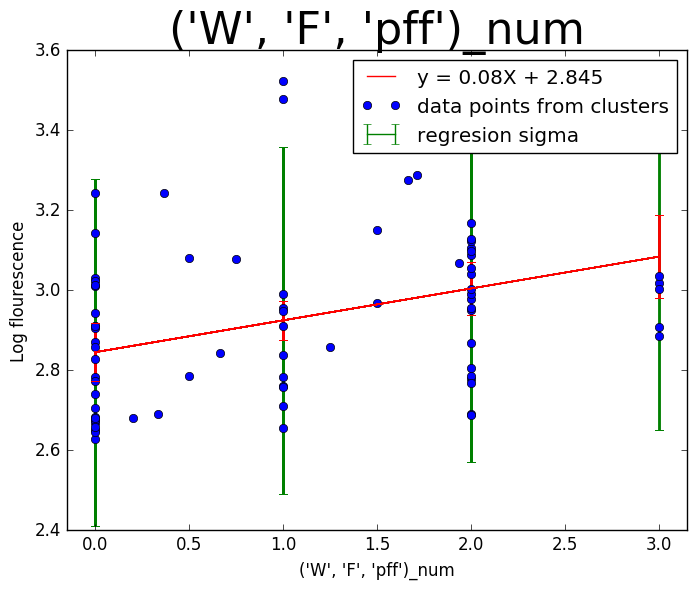 ('W', 'F', 'pff')_num
y = 0.08X + 2.845
data points from clusters
regresion sigma
Log flourescence
3.6
3.4
3.2
3.0
2.8
2.6
2.4
0.0 0.5 1.0 1.5 2.0 2.5 3.0
('W', 'F', 'pff')_num